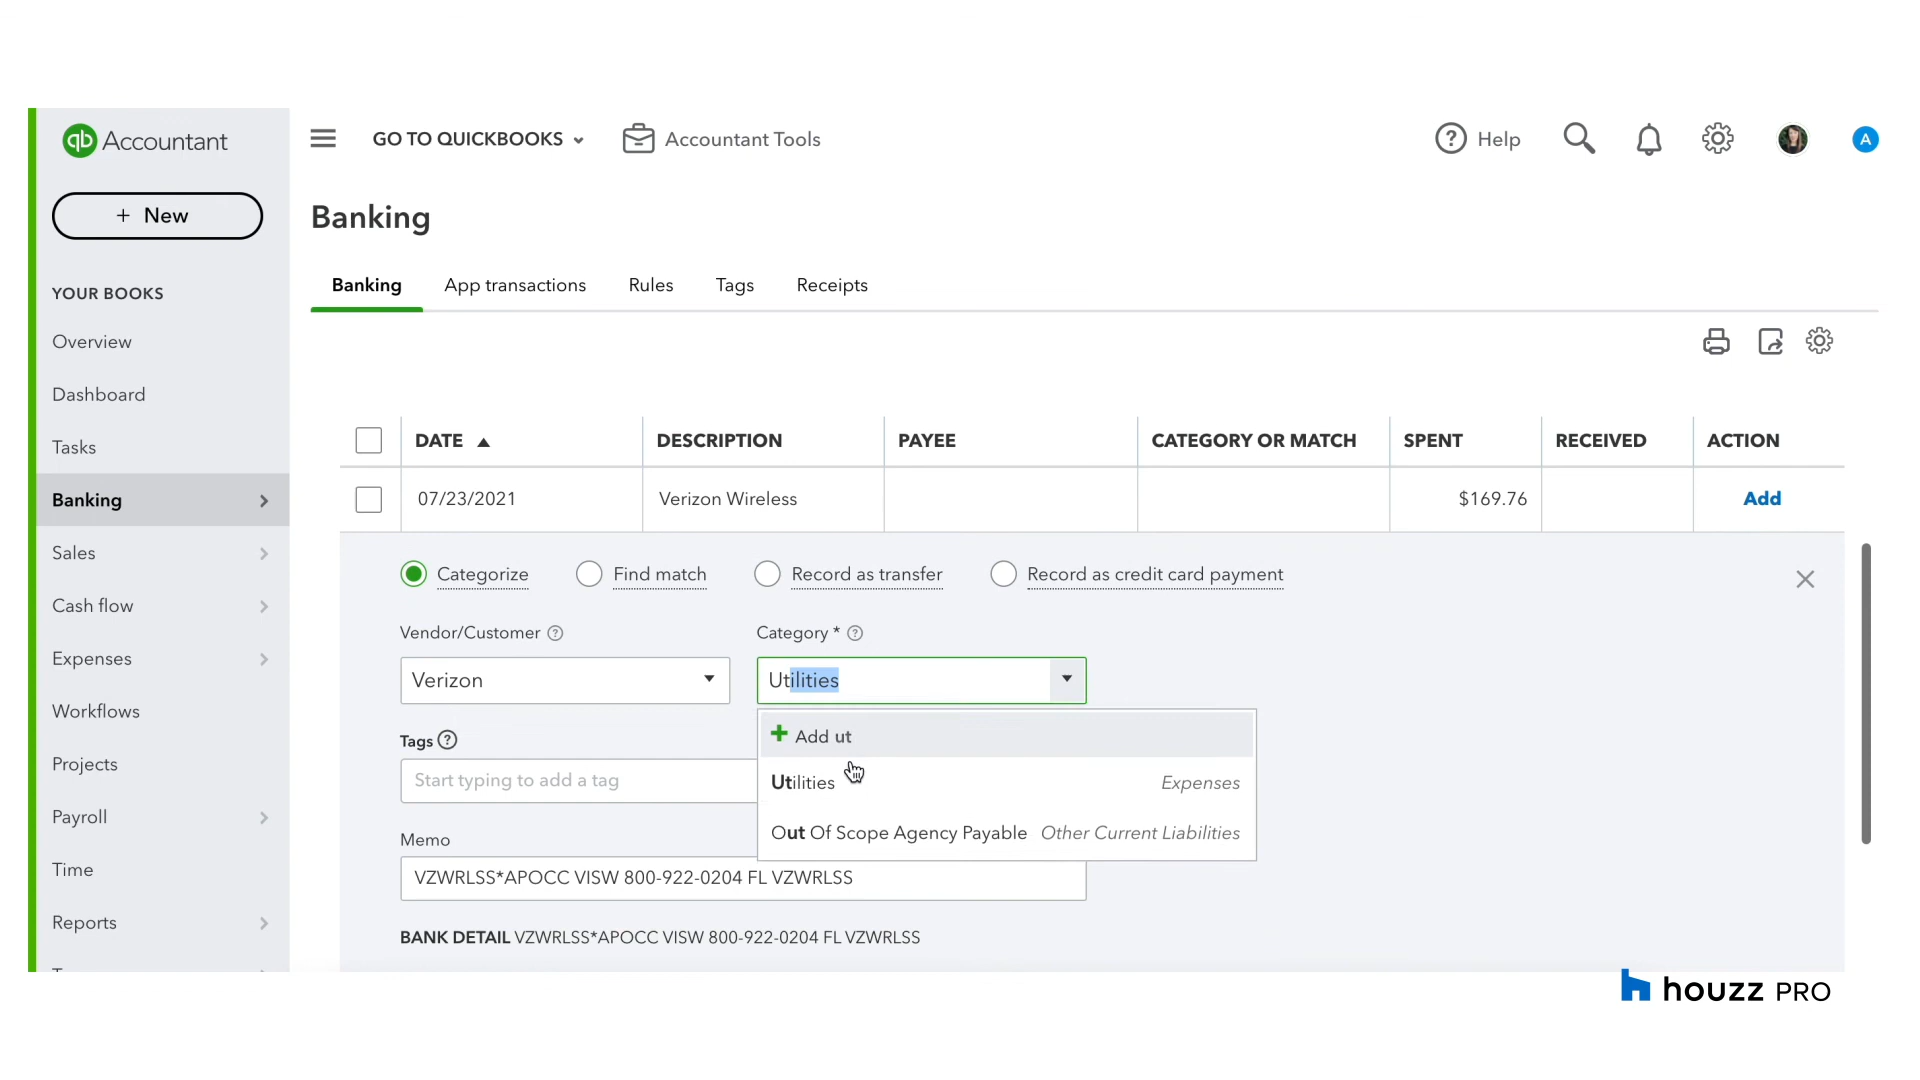 qb Accountant
GO TO QUICKBOOKS
Accountant Tools
Help
A
+ New
Banking
Banking
App transactions
Rules
Tags
Receipts
YOUR BOOKS
Overview
Dashboard
Tasks
Banking
Sales
Cash flow
Expenses
Workflows
Projects
Payroll
Time
Reports
DATE DESCRIPTION PAYEE CATEGORY OR MATCH SPENT RECEIVED ACTION
07/23/2021 Verizon Wireless $169.76 Add
Categorize Find match Record as transfer Record as credit card payment
Vendor/Customer ? Category * ?
Verizon Utilities
Tags ?
Start typing to add a tag
+ Add ut
Utilities Expenses
Out Of Scope Agency Payable Other Current Liabilities
Memo
VZWRLSS*APOCC VISW 800-922-0204 FL VZWRLSS
BANK DETAIL VZWRLSS*APOCC VISW 800-922-0204 FL VZWRLSS
houzz PRO